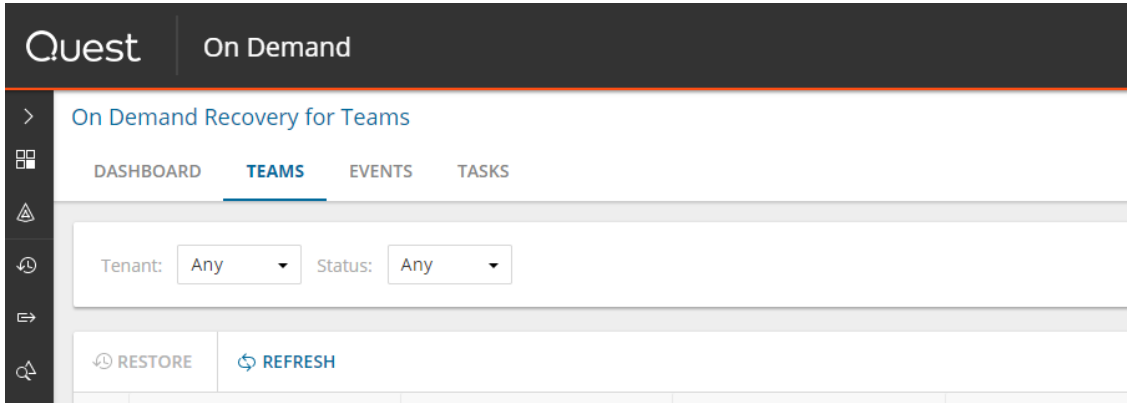 Quest On Demand
On Demand Recovery for Teams
DASHBOARD TEAMS EVENTS TASKS
Tenant: Any Status: Any
RESTORE REFRESH